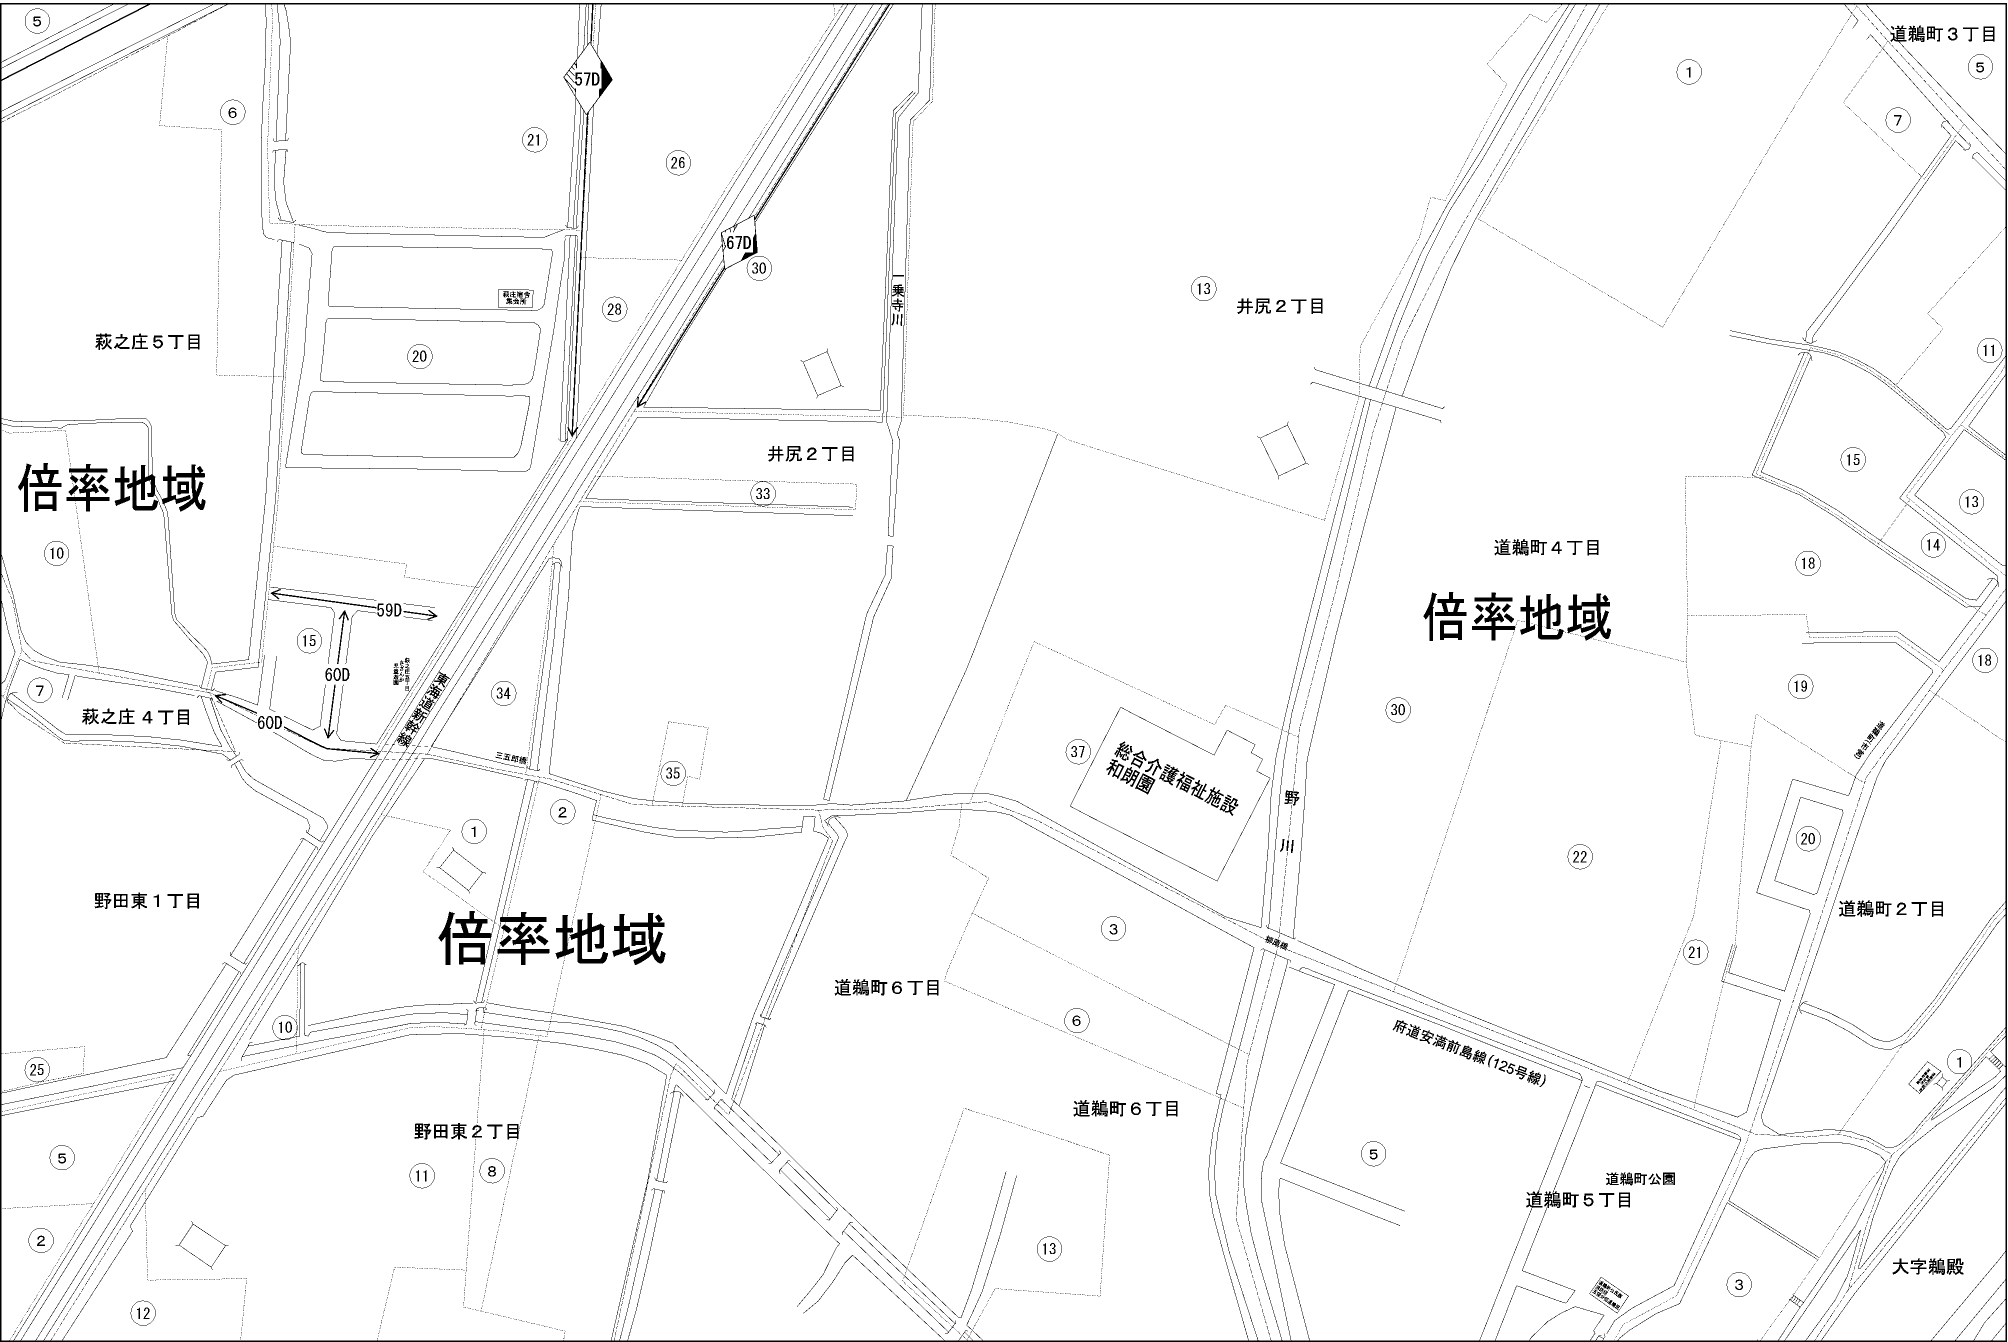 5
道鵜町3丁目
5
1
57D
6
7
21
26
67D
30
一乗寺川
13
井尻2丁目
28
萩庄宿舎
集会所
萩之庄5丁目
20
11
井尻2丁目
15
33
倍率地域
13
10
14
道鵜町4丁目
18
59D
倍率地域
15
18
60D
7
34
19
東海道新幹線
30
萩之庄4丁目
60D
37
総合介護福祉施設
和朗園
三五郎橋
35
野川
2
1
20
22
野田東1丁目
道鵜町2丁目
3
倍率地域
21
道鵜町6丁目
6
10
府道安満前島線(125号線)
1
25
道鵜町6丁目
野田東2丁目
5
5
8
11
道鵜町公園
道鵜町5丁目
2
13
大字鵜殿
3
12